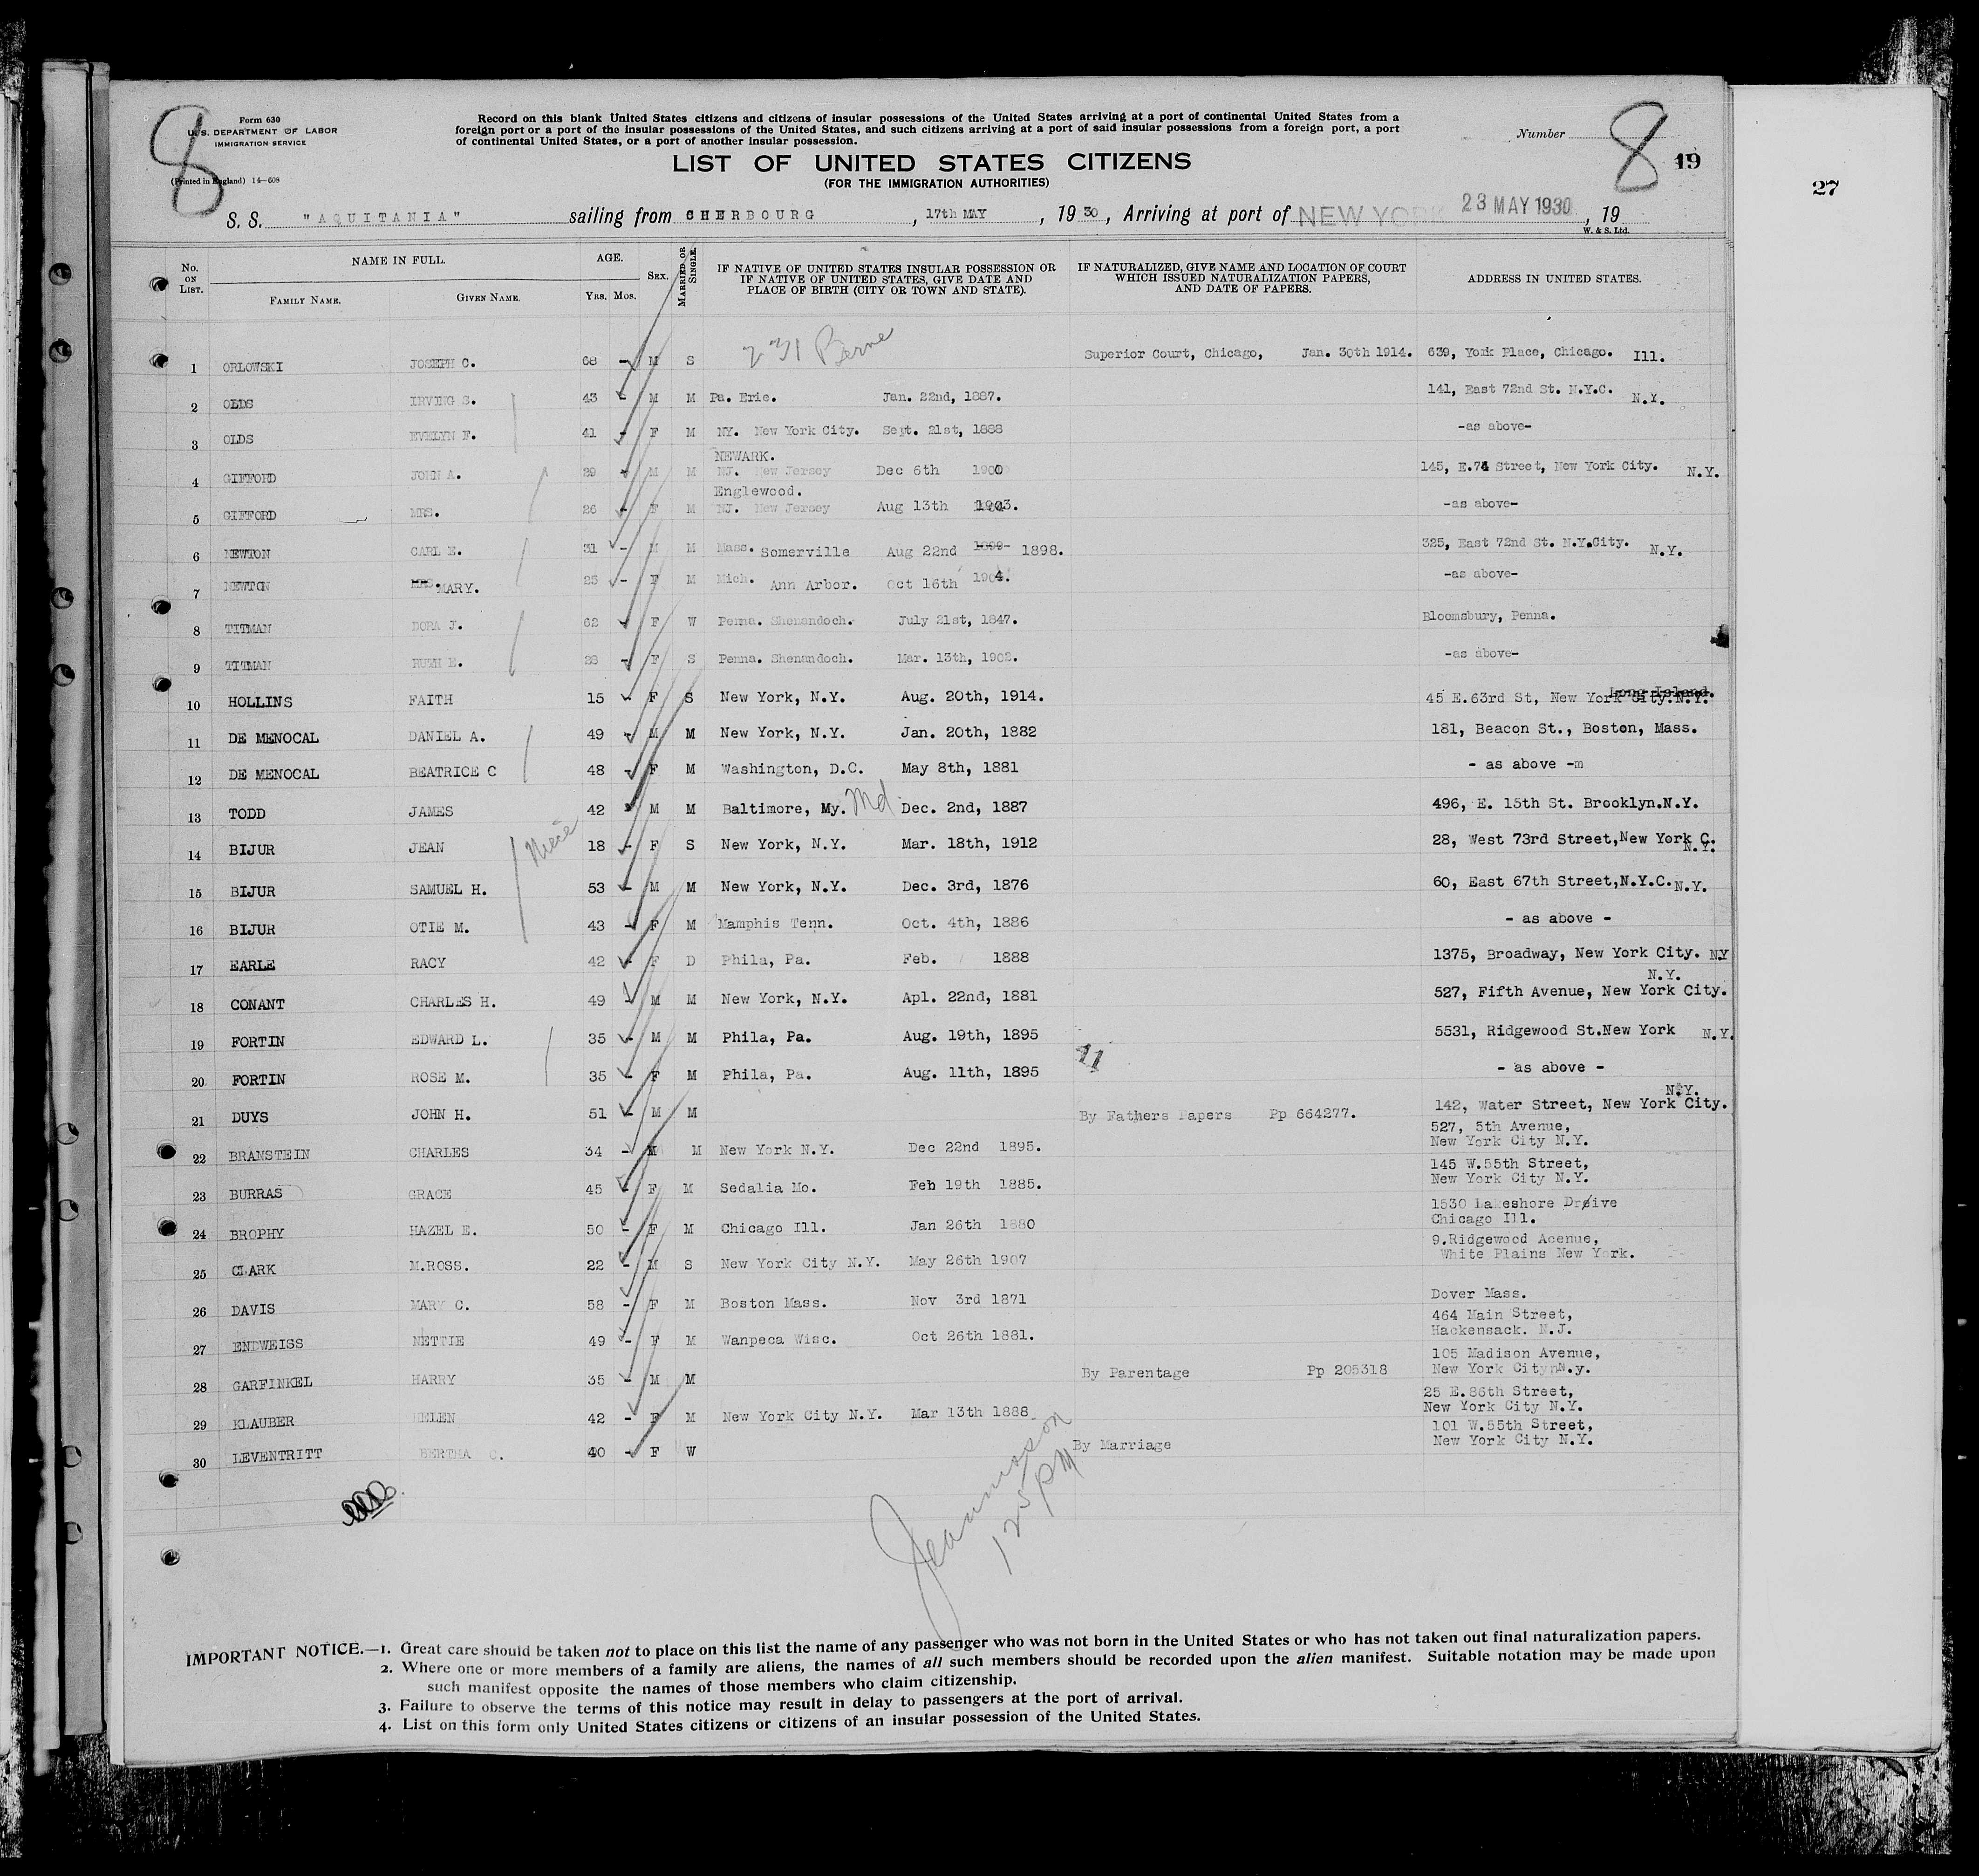 8
Form 630
U. S. DEPARTMENT OF LABOR
IMMIGRATION SERVICE
(Printed in England) 14—608
Record on this blank United States citizens and citizens of insular possessions of the United States arriving at a port of continental United States from a
foreign port or a port of the insular possessions of the United States, and such citizens arriving at a port of said insular possessions from a foreign port, a port
of continental United States, or a port of another insular possession.
Number 8 19
27
LIST OF UNITED STATES CITIZENS
(FOR THE IMMIGRATION AUTHORITIES)
S. S. "AQUITANIA" sailing from CHERBOURG, 17th MAY, 19 30, Arriving at port of NEW YORK 23 MAY 1930, 19
W. & S. Ltd.
No. ON LIST. NAME IN FULL. FAMILY NAME. GIVEN NAME. AGE. YRS. MOS. SEX. MARRIED OR SINGLE. IF NATIVE OF UNITED STATES INSULAR POSSESSION OR IF NATIVE OF UNITED STATES, GIVE DATE AND PLACE OF BIRTH (CITY OR TOWN AND STATE). IF NATURALIZED, GIVE NAME AND LOCATION OF COURT WHICH ISSUED NATURALIZATION PAPERS, AND DATE OF PAPERS. ADDRESS IN UNITED STATES.
231 Berne
1 ORLOWSKI JOSEPH C. 68 - M S Superior Court, Chicago, Jan. 30th 1914. 639, York Place, Chicago. Ill.
2 OLDS IRVING S. 43 - M M Pa. Erie. Jan. 22nd, 1887. 141, East 72nd St. N.Y.C. N.Y.
3 OLDS EVELYN F. 41 - F M NY. New York City. Sept. 21st, 1888 -as above-
4 GIFFORD JOHN A. 29 - M M NEWARK. NJ. New Jersey Dec 6th 1900 145, E.74 Street, New York City. N.Y.
5 GIFFORD MRS. 26 - F M Englewood. NJ. New Jersey Aug 13th 1903. -as above-
6 NEWTON CARL E. 31 - M M Mass. Somerville Aug 22nd 1899 1898. 325, East 72nd St. N.Y.City. N.Y.
7 NEWTON MRS. MARY. 25 - F M Mich. Ann Arbor. Oct 16th 1904. -as above-
8 TITMAN DORA J. 62 - F W Penna. Shenandoch. July 21st, 1847. Bloomsbury, Penna.
9 TITMAN RUTH E. 28 - F S Penna. Shenandoch. Mar. 13th, 1902. -as above-
10 HOLLINS FAITH 15 - F S New York, N.Y. Aug. 20th, 1914. 45 E.63rd St, New York City.N.Y. Long Island.
11 DE MENOCAL DANIEL A. 49 - M M New York, N.Y. Jan. 20th, 1882 181, Beacon St., Boston, Mass.
12 DE MENOCAL BEATRICE C 48 - F M Washington, D.C. May 8th, 1881 - as above -m
13 TODD JAMES 42 - M M Baltimore, My. Md Dec. 2nd, 1887 496, E. 15th St. Brooklyn.N.Y.
14 BIJUR JEAN Niece 18 - F S New York, N.Y. Mar. 18th, 1912 28, West 73rd Street,New York C. N.Y.
15 BIJUR SAMUEL H. 53 - M M New York, N.Y. Dec. 3rd, 1876 60, East 67th Street,N.Y.C. N.Y.
16 BIJUR OTIE M. 43 - F M Mamphis Tenn. Oct. 4th, 1886 - as above -
17 EARLE RACY 42 - F D Phila, Pa. Feb. 1888 1375, Broadway, New York City. NY
18 CONANT CHARLES H. 49 - M M New York, N.Y. Apl. 22nd, 1881 527, Fifth Avenue, New York City. N.Y.
19 FORTIN EDWARD L. 35 - M M Phila, Pa. Aug. 19th, 1895 5531, Ridgewood St.New York N.Y.
11
20 FORTIN ROSE M. 35 - F M Phila, Pa. Aug. 11th, 1895 - as above -
21 DUYS JOHN H. 51 - M M By Fathers Papers Pp 664277. 142, Water Street, New York City. N.Y.
22 BRANSTEIN CHARLES 34 - M M New York N.Y. Dec 22nd 1895. 527, 5th Avenue, New York City N.Y.
23 BURRAS GRACE 45 - F M Sedalia Mo. Feb 19th 1885. 145 W.55th Street, New York City N.Y.
24 BROPHY HAZEL E. 50 - F M Chicago Ill. Jan 26th 1880 1530 Lakeshore Drøive Chicago Ill.
25 CLARK M.ROSS. 22 - M S New York City N.Y. May 26th 1907 9.Ridgewood Acenue, White Plains New York.
26 DAVIS MARY C. 58 - F M Boston Mass. Nov 3rd 1871 Dover Mass.
27 ENDWEISS NETTIE 49 - F M Wanpeca Wisc. Oct 26th 1881. 464 Main Street, Hackensack. N.J.
28 GARFINKEL HARRY 35 - M M By Parentage Pp 205318 105 Madison Avenue, New York City N.y.
29 KLAUBER HELEN 42 - F M New York City N.Y. Mar 13th 1888 25 E.86th Street, New York City N.Y.
30 LEVENTRITT BERTHA C. 40 - F W By Marriage 101 W.55th Street, New York City N.Y.
125 PM
IMPORTANT NOTICE.—1. Great care should be taken not to place on this list the name of any passenger who was not born in the United States or who has not taken out final naturalization papers.
2. Where one or more members of a family are aliens, the names of all such members should be recorded upon the alien manifest. Suitable notation may be made upon
such manifest opposite the names of those members who claim citizenship.
3. Failure to observe the terms of this notice may result in delay to passengers at the port of arrival.
4. List on this form only United States citizens or citizens of an insular possession of the United States.